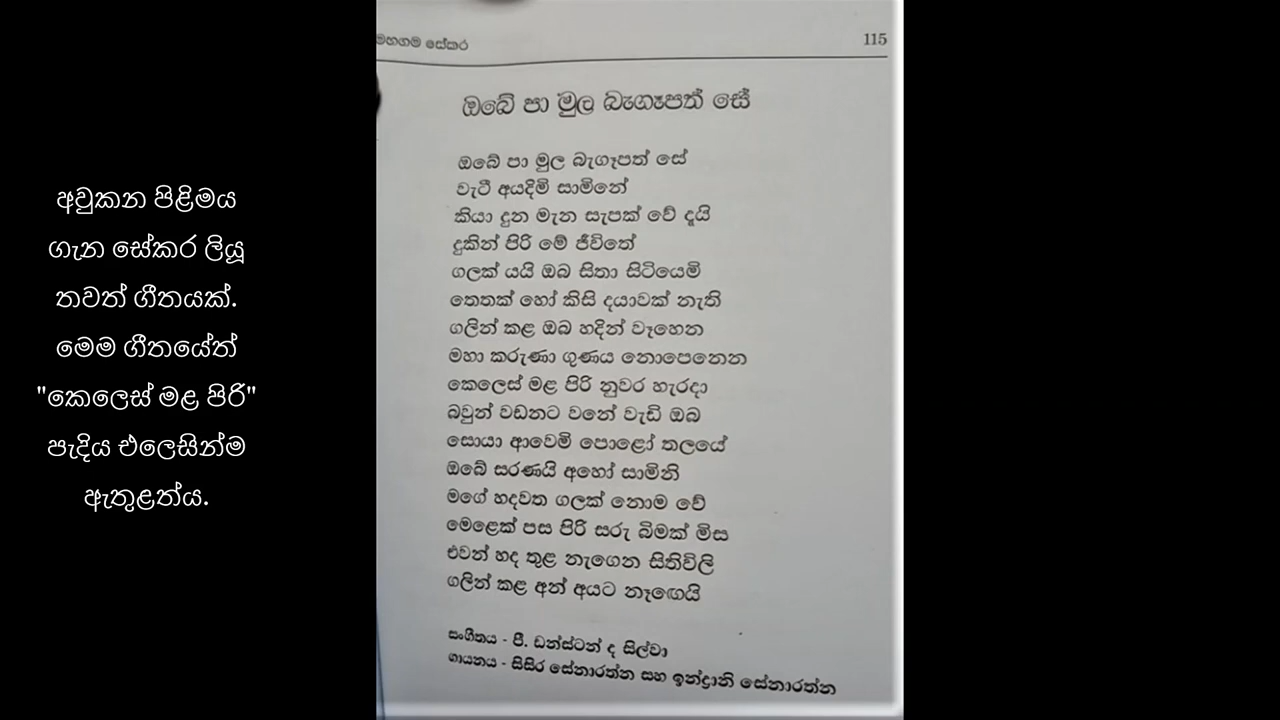 අවුකන පිළිමය
ගැන සේකර ලියූ
තවත් ගීතයක්.
මෙම ගීතයේත්
"කෙලෙස් මළ පිරි"
පැදිය එලෙසින්ම
ඇතුළත්ය.
මහගම සේකර
115
ඔබේ පා මුල බැගෑපත් සේ
ඔබේ පා මුල බැගෑපත් සේ
වැටී අයදිමි සාමිනේ
කියා දුන මැන සැපක් වේ දැයි
දුකින් පිරි මේ ජීවිතේ
ගලක් යයි ඔබ සිතා සිටියෙමි
තෙතක් හෝ කිසි දයාවක් නැති
ගලින් කළ ඔබ හදින් වෑහෙන
මහා කරුණා ගුණය නොපෙනෙන
කෙලෙස් මළ පිරි නුවර හැරදා
බවුන් වඩනට වනේ වැඩි ඔබ
සොයා ආවෙමි පොළෝ තලයේ
ඔබේ සරණයි අහෝ සාමිනි
මගේ හදවත ගලක් නොම වේ
මෙළෙක් පස පිරි සරු බිමක් මිස
එවන් හද තුළ නැගෙන සිතිවිලි
ගලින් කළ අන් අයට නෑඟෙයි
සංගීතය - පී. ඩන්ස්ටන් ද සිල්වා
ගායනය - සිසිර සේනාරත්න සහ ඉන්ද්‍රානි සේනාරත්න